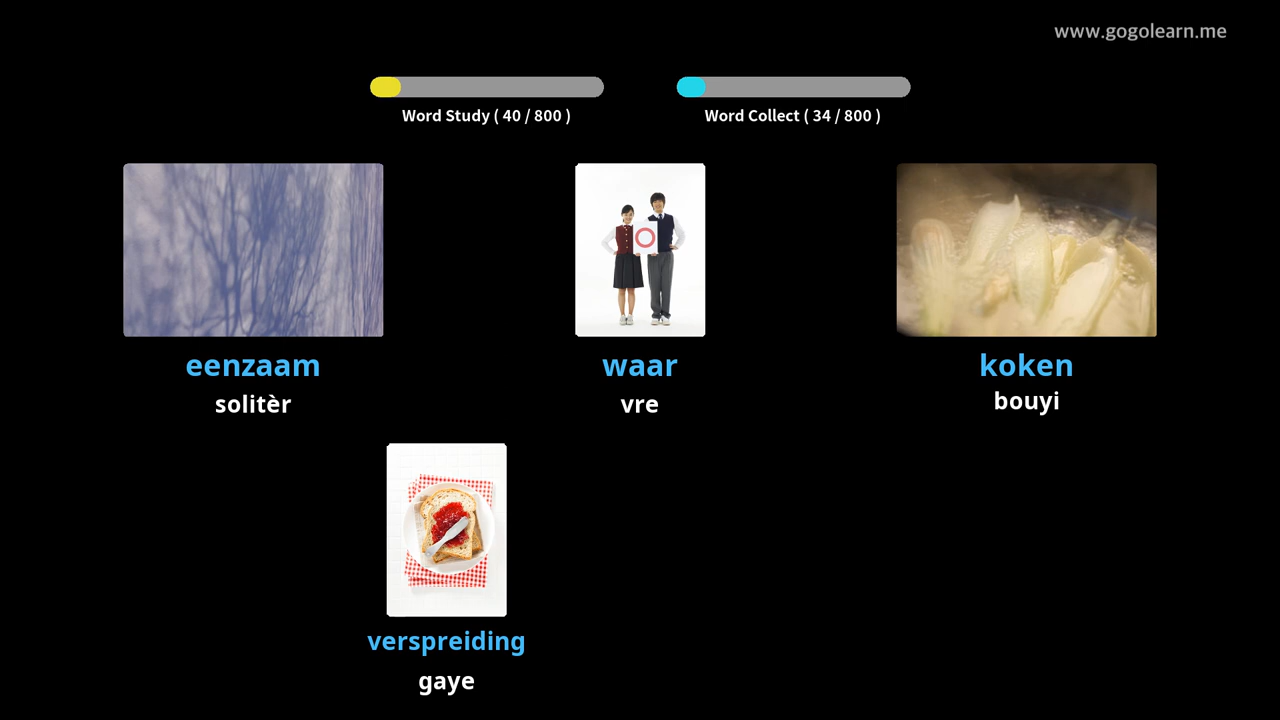 www.gogolearn.me
Word Study ( 40 / 800 )
Word Collect ( 34 / 800 )
eenzaam
solitèr
waar
vre
koken
bouyi
verspreiding
gaye